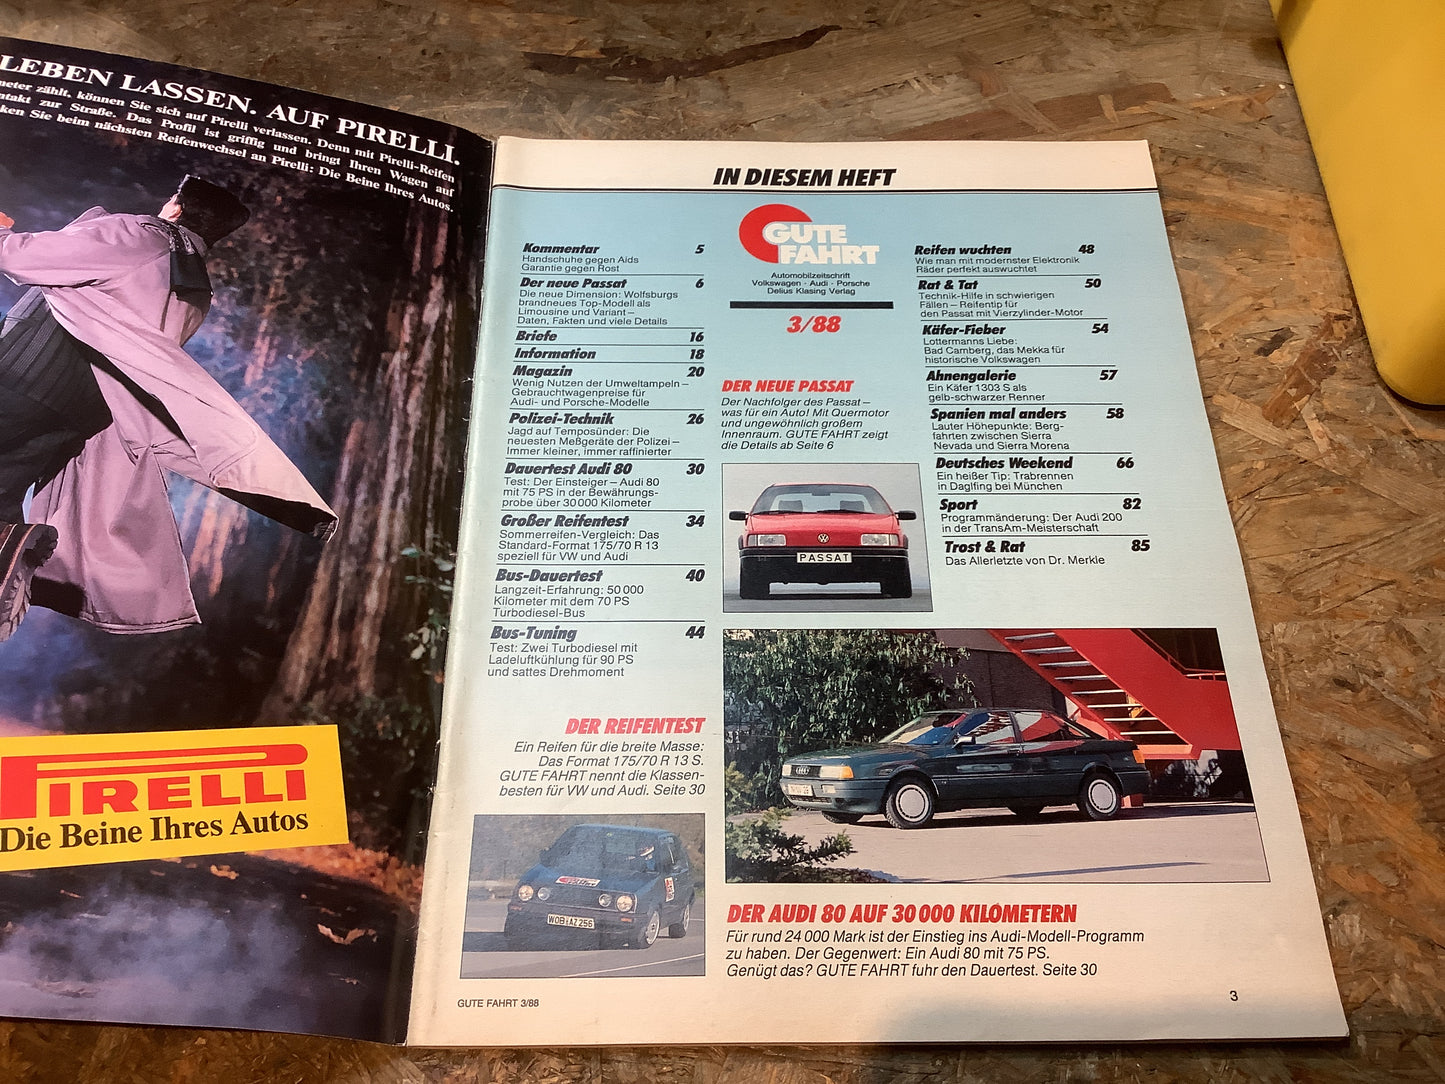 LEBEN LASSEN. AUF PIRELLI.
meter zählt, können Sie sich auf Pirelli verlassen. Denn mit Pirelli-Reifen
zur Straße. Das Profil ist griffig und bringt Ihren Wagen auf
Sie beim nächsten Reifenwechsel an Pirelli: Die Beine Ihres Autos.
PIRELLI
Die Beine Ihres Autos
IN DIESEM HEFT
Kommentar 5
Handschuhe gegen Aids
Garantie gegen Rost
Der neue Passat 6
Die neue Dimension: Wolfsburgs
brandneues Top-Modell als
Limousine und Variant –
Daten, Fakten und viele Details
Briefe 16
Information 18
Magazin 20
Wenig Nutzen der Umweltampeln –
Gebrauchtwagenpreise für
Audi- und Porsche-Modelle
Polizei-Technik 26
Jagd auf Temposünder: Die
neuesten Meßgeräte der Polizei –
Immer kleiner, immer raffinierter
Dauertest Audi 80 30
Test: Der Einsteiger – Audi 80
mit 75 PS in der Bewährungs-
probe über 30 000 Kilometer
Großer Reifentest 34
Sommerreifen-Vergleich: Das
Standard-Format 175/70 R 13
speziell für VW und Audi
Bus-Dauertest 40
Langzeit-Erfahrung: 50 000
Kilometer mit dem 70 PS
Turbodiesel-Bus
Bus-Tuning 44
Test: Zwei Turbodiesel mit
Ladeluftkühlung für 90 PS
und sattes Drehmoment
DER REIFENTEST
Ein Reifen für die breite Masse:
Das Format 175/70 R 13 S.
GUTE FAHRT nennt die Klassen-
besten für VW und Audi. Seite 30
WOB-AZ 256
GUTE FAHRT 3/88
GUTE
FAHRT
Automobilzeitschrift
Volkswagen · Audi · Porsche
Delius Klasing Verlag
3/88
DER NEUE PASSAT
Der Nachfolger des Passat –
was für ein Auto! Mit Quermotor
und ungewöhnlich großem
Innenraum. GUTE FAHRT zeigt
die Details ab Seite 6
PASSAT
Reifen wuchten 48
Wie man mit modernster Elektronik
Räder perfekt auswuchtet
Rat & Tat 50
Technik-Hilfe in schwierigen
Fällen – Reifentip für
den Passat mit Vierzylinder-Motor
Käfer-Fieber 54
Lottermanns Liebe:
Bad Camberg, das Mekka für
historische Volkswagen
Ahnengalerie 57
Ein Käfer 1303 S als
gelb-schwarzer Renner
Spanien mal anders 58
Lauter Höhepunkte: Berg-
fahrten zwischen Sierra
Nevada und Sierra Morena
Deutsches Weekend 66
Ein heißer Tip: Trabrennen
in Daglfing bei München
Sport 82
Programmänderung: Der Audi 200
in der TransAm-Meisterschaft
Trost & Rat 85
Das Allerletzte von Dr. Merkle
DER AUDI 80 AUF 30 000 KILOMETERN
Für rund 24 000 Mark ist der Einstieg ins Audi-Modell-Programm
zu haben. Der Gegenwert: Ein Audi 80 mit 75 PS.
Genügt das? GUTE FAHRT fuhr den Dauertest. Seite 30
3